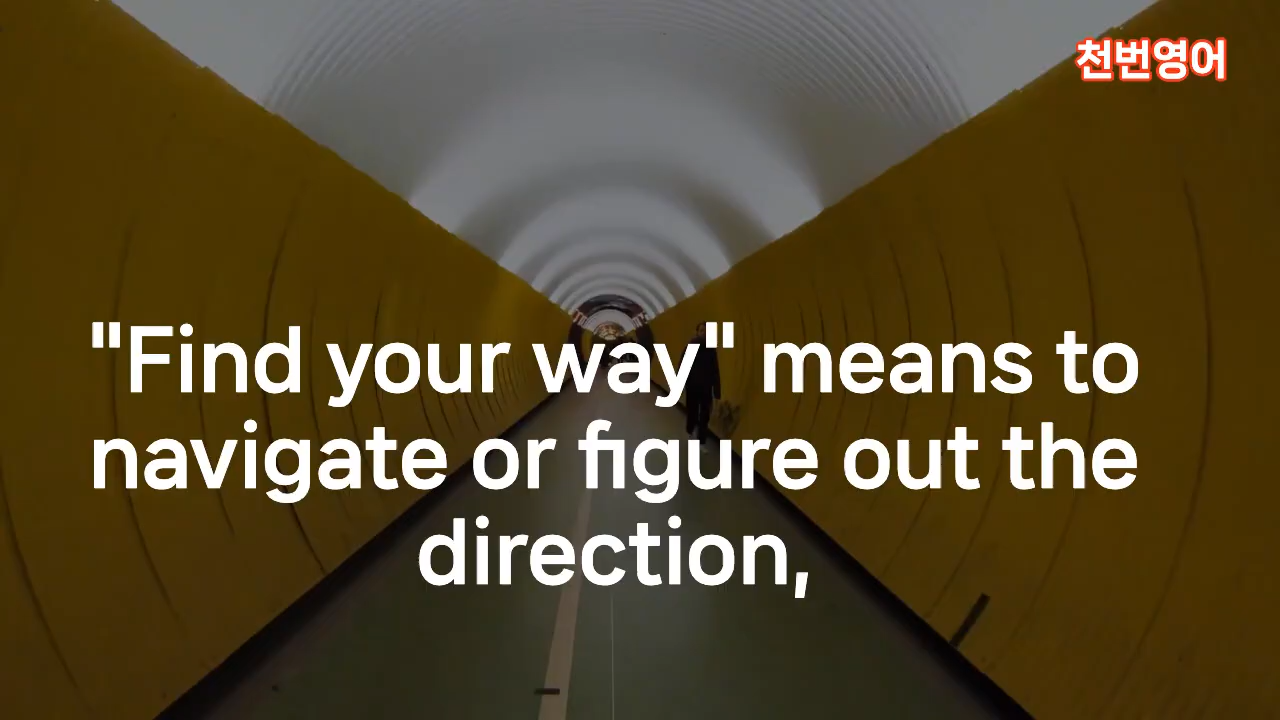 천번영어
"Find your way" means to
navigate or figure out the
direction,